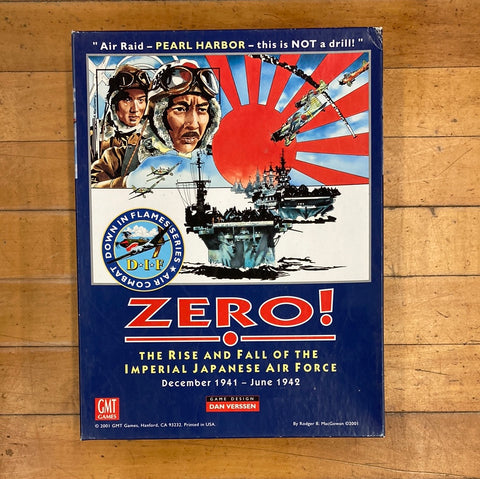 "Air Raid – PEARL HARBOR – this is NOT a drill!"
DOWN IN FLAMES SERIES ★ AIR COMBAT ★
D·I·F
ZERO!
THE RISE AND FALL OF THE
IMPERIAL JAPANESE AIR FORCE
December 1941 – June 1942
GAME DESIGN
DAN VERSSEN
GMT
GAMES
© 2001 GMT Games, Hanford, CA 93232. Printed in USA.
By Rodger B. MacGowan ©2001